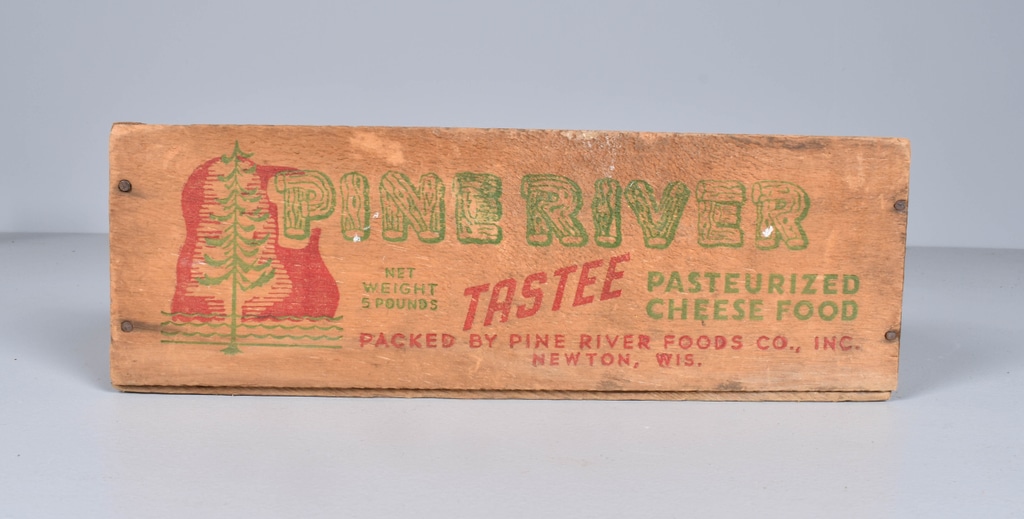 PINE RIVER
NET
WEIGHT
5 POUNDS
TASTEE
PASTEURIZED
CHEESE FOOD
PACKED BY PINE RIVER FOODS CO., INC.
NEWTON, WIS.